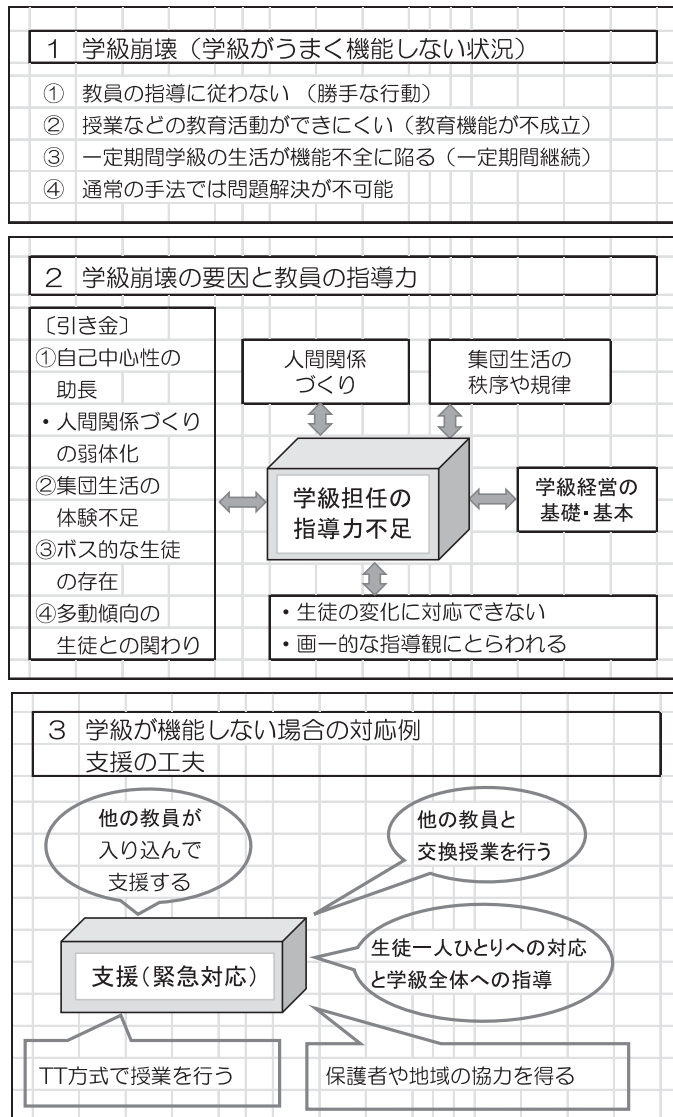 1 学級崩壊（学級がうまく機能しない状況）
① 教員の指導に従わない （勝手な行動）
② 授業などの教育活動ができにくい（教育機能が不成立）
③ 一定期間学級の生活が機能不全に陥る（一定期間継続）
④ 通常の手法では問題解決が不可能
2 学級崩壊の要因と教員の指導力
〔引き金〕
①自己中心性の
助長
・人間関係づくり
の弱体化
②集団生活の
体験不足
③ボス的な生徒
の存在
④多動傾向の
生徒との関わり
人間関係
づくり
集団生活の
秩序や規律
学級担任の
指導力不足
学級経営の
基礎・基本
・生徒の変化に対応できない
・画一的な指導観にとらわれる
3 学級が機能しない場合の対応例
支援の工夫
他の教員が
入り込んで
支援する
他の教員と
交換授業を行う
支援（緊急対応）
生徒一人ひとりへの対応
と学級全体への指導
TT方式で授業を行う
保護者や地域の協力を得る